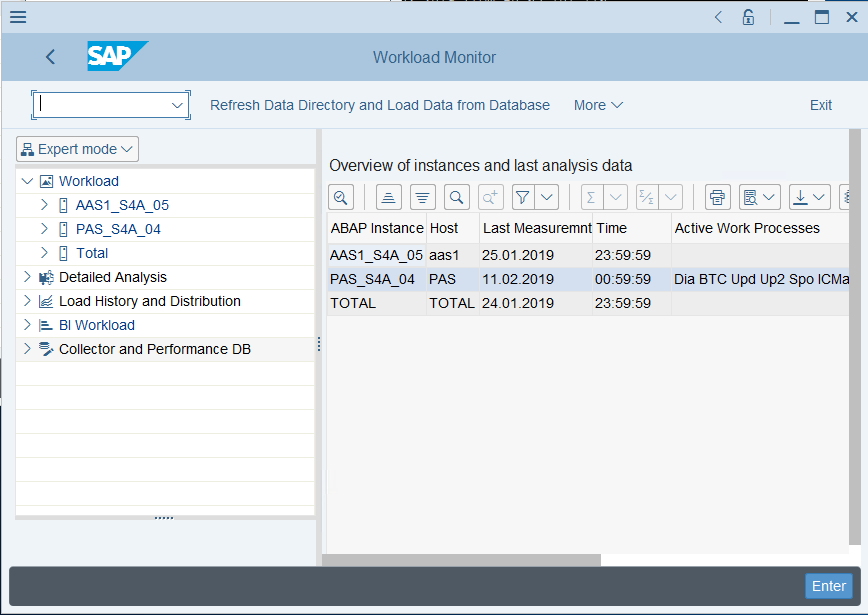 SAP
Workload Monitor
Refresh Data Directory and Load Data from Database More Exit
Expert mode
Workload
AAS1_S4A_05
PAS_S4A_04
Total
Detailed Analysis
Load History and Distribution
BI Workload
Collector and Performance DB
Overview of instances and last analysis data
ABAP Instance Host Last Measuremnt Time Active Work Processes
AAS1_S4A_05 aas1 25.01.2019 23:59:59
PAS_S4A_04 PAS 11.02.2019 00:59:59 Dia BTC Upd Up2 Spo ICMa
TOTAL TOTAL 24.01.2019 23:59:59
Enter